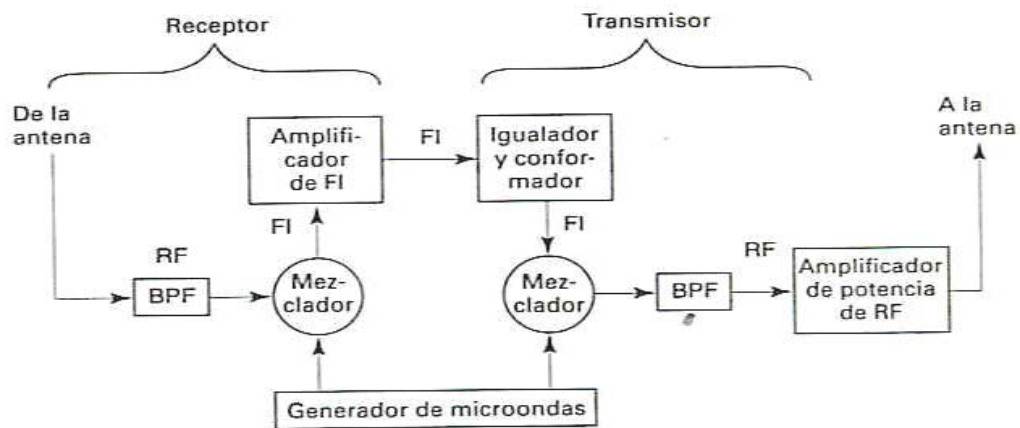 Receptor
Transmisor
De la
antena
Amplifi-
cador
de FI
FI
Igualador
y confor-
mador
A la
antena
FI
FI
RF
BPF
Mez-
clador
Mez-
clador
BPF
RF
Amplificador
de potencia
de RF
Generador de microondas